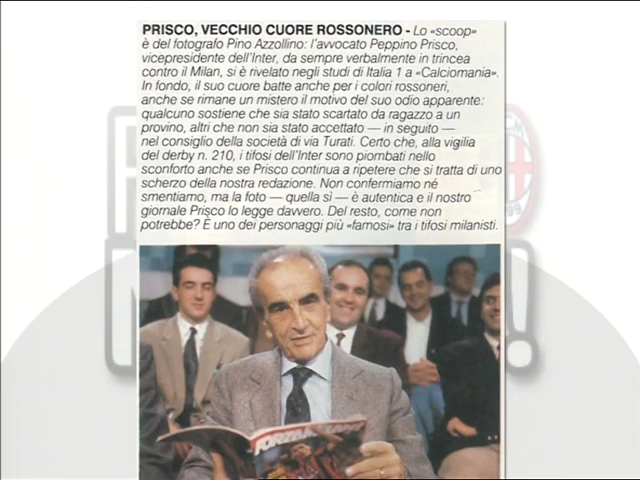 PRISCO, VECCHIO CUORE ROSSONERO - Lo «scoop»
è del fotografo Pino Azzollino: l'avvocato Peppino Prisco,
vicepresidente dell'Inter, da sempre verbalmente in trincea
contro il Milan, si è rivelato negli studi di Italia 1 a «Calciomania».
In fondo, il suo cuore batte anche per i colori rossoneri,
anche se rimane un mistero il motivo del suo odio apparente:
qualcuno sostiene che sia stato scartato da ragazzo a un
provino, altri che non sia stato accettato — in seguito —
nel consiglio della società di via Turati. Certo che, alla vigilia
del derby n. 210, i tifosi dell'Inter sono piombati nello
sconforto anche se Prisco continua a ripetere che si tratta di uno
scherzo della nostra redazione. Non confermiamo né
smentiamo, ma la foto — quella sì — è autentica e il nostro
giornale Prisco lo legge davvero. Del resto, come non
potrebbe? È uno dei personaggi più «famosi» tra i tifosi milanisti.